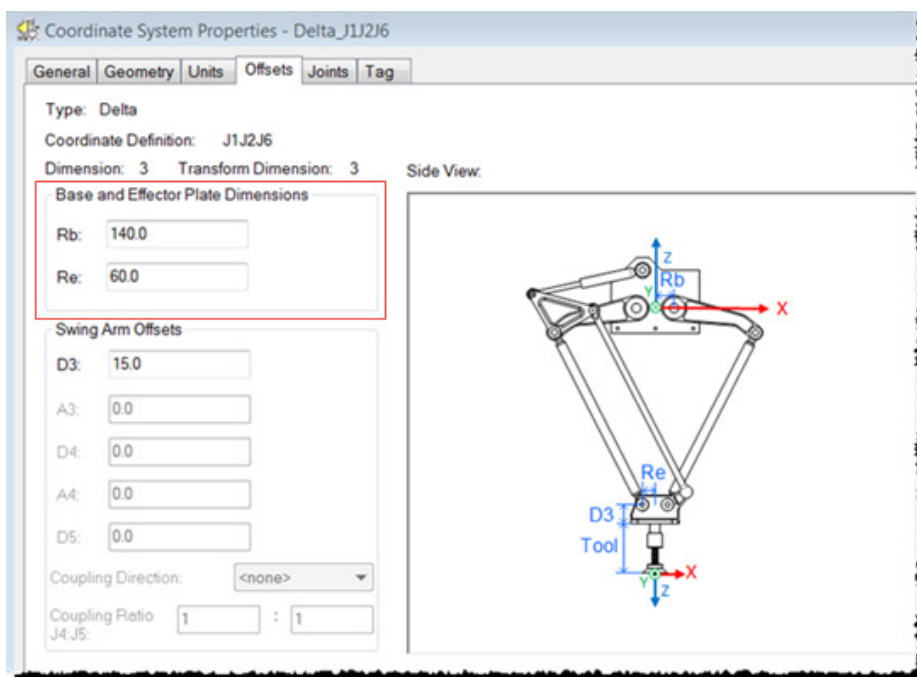 Coordinate System Properties - Delta_J1J2J6
General Geometry Units Offsets Joints Tag
Type: Delta
Coordinate Definition: J1J2J6
Dimension: 3 Transform Dimension: 3
Side View:
Base and Effector Plate Dimensions
Rb: 140.0
Re: 60.0
Swing Arm Offsets
D3: 15.0
A3: 0.0
D4: 0.0
A4: 0.0
D5: 0.0
Coupling Direction: <none>
Coupling Ratio J4:J5: 1 : 1
Z
Rb
Y
X
Re
D3
Tool
X
Y
Z